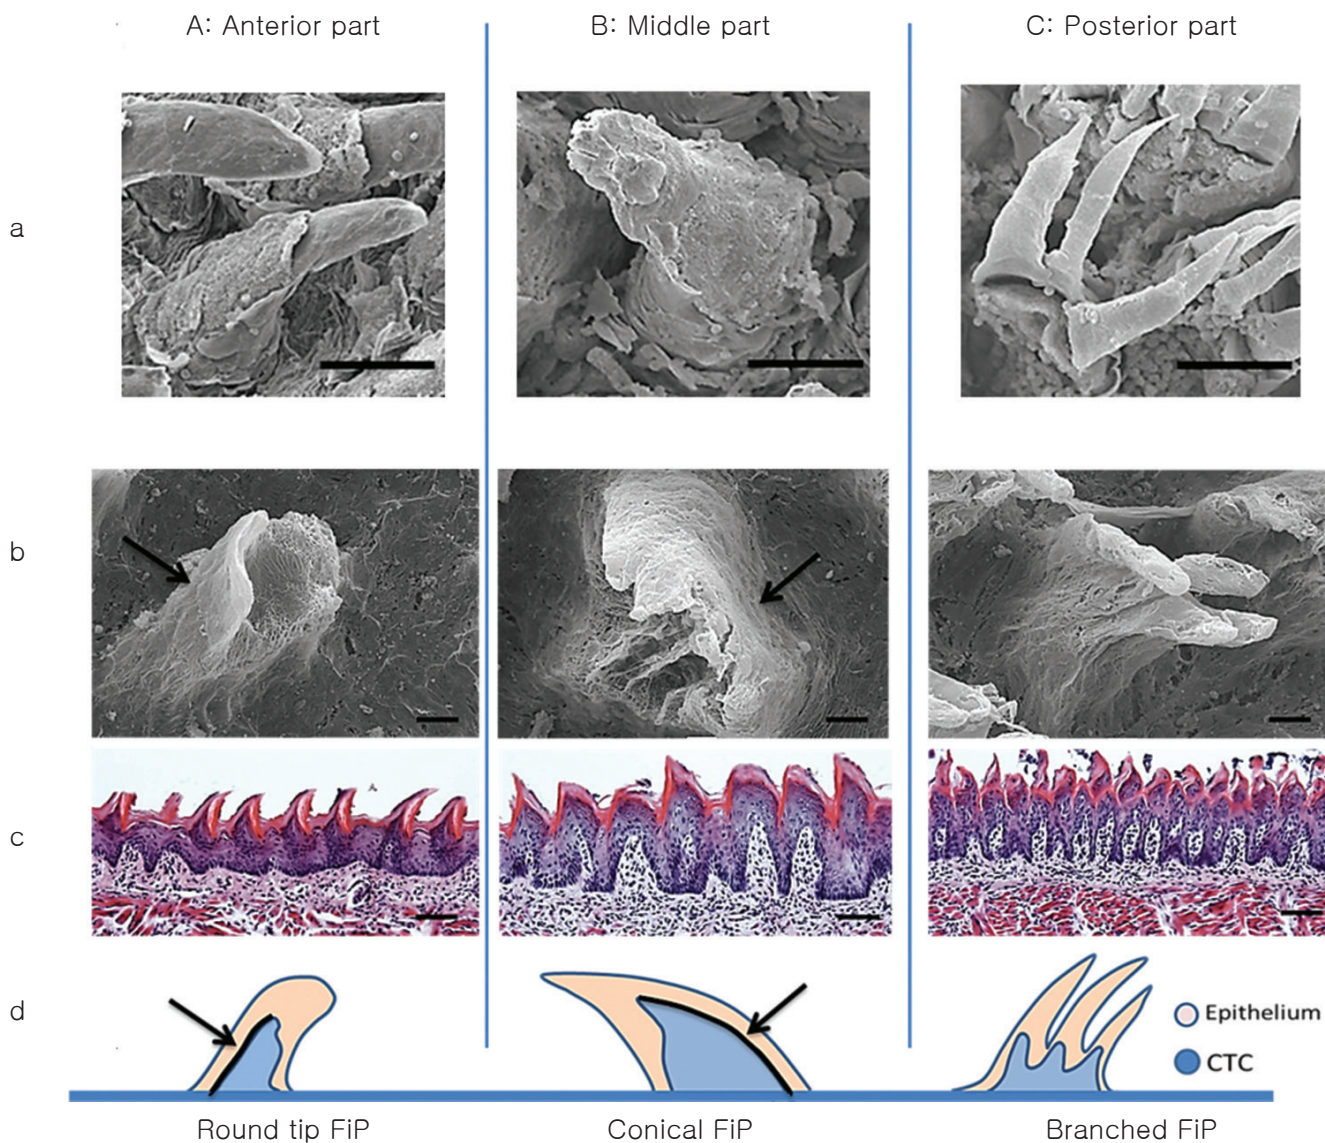 A: Anterior part
B: Middle part
C: Posterior part
a
b
c
d
Epithelium
CTC
Round tip FiP
Conical FiP
Branched FiP